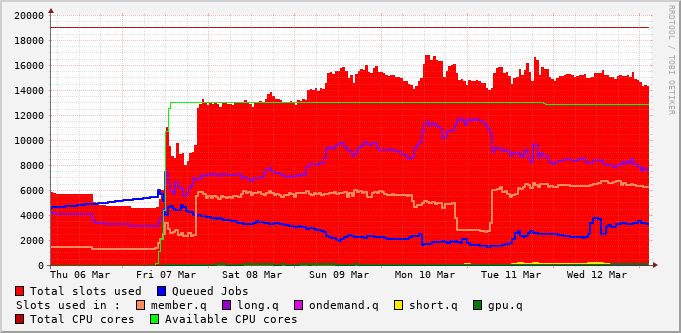 20000
18000
16000
14000
12000
10000
8000
6000
4000
2000
0
Thu 06 Mar Fri 07 Mar Sat 08 Mar Sun 09 Mar Mon 10 Mar Tue 11 Mar Wed 12 Mar
Total slots used Queued Jobs
Slots used in : member.q long.q ondemand.q short.q gpu.q
Total CPU cores Available CPU cores
RRDTOOL / TOBI OETIKER